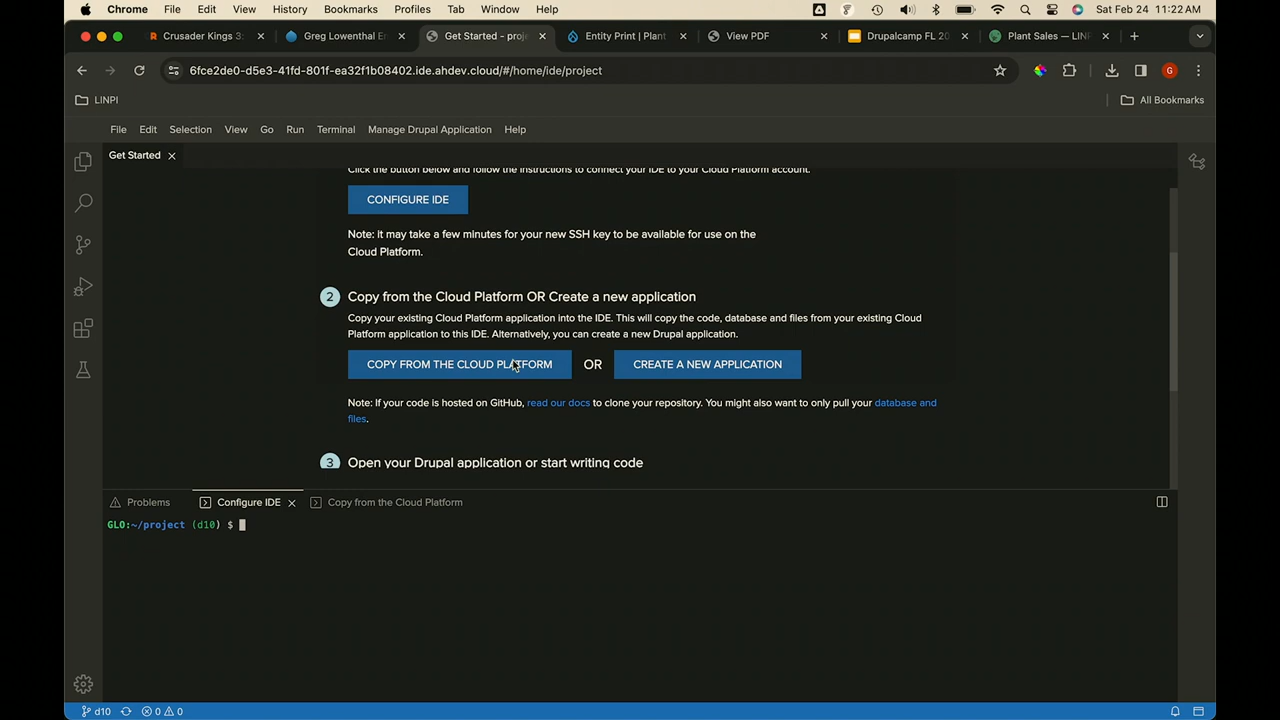 Chrome File Edit View History Bookmarks Profiles Tab Window Help Sat Feb 24 11:22 AM
Crusader Kings 3: Greg Lowenthal En Get Started – proje Entity Print | Plant View PDF Drupalcamp FL 20 Plant Sales — LINP
6fce2de0-d5e3-41fd-801f-ea32f1b08402.ide.ahdev.cloud/#/home/ide/project G
LINPI All Bookmarks
File Edit Selection View Go Run Terminal Manage Drupal Application Help
Get Started
Click the button below and follow the instructions to connect your IDE to your Cloud Platform account.
CONFIGURE IDE
Note: It may take a few minutes for your new SSH key to be available for use on the
Cloud Platform.
2 Copy from the Cloud Platform OR Create a new application
Copy your existing Cloud Platform application into the IDE. This will copy the code, database and files from your existing Cloud
Platform application to this IDE. Alternatively, you can create a new Drupal application.
COPY FROM THE CLOUD PLATFORM OR CREATE A NEW APPLICATION
Note: If your code is hosted on GitHub, read our docs to clone your repository. You might also want to only pull your database and
files.
3 Open your Drupal application or start writing code
Problems Configure IDE Copy from the Cloud Platform
GLO:~/project (d10) $
d10 0 0